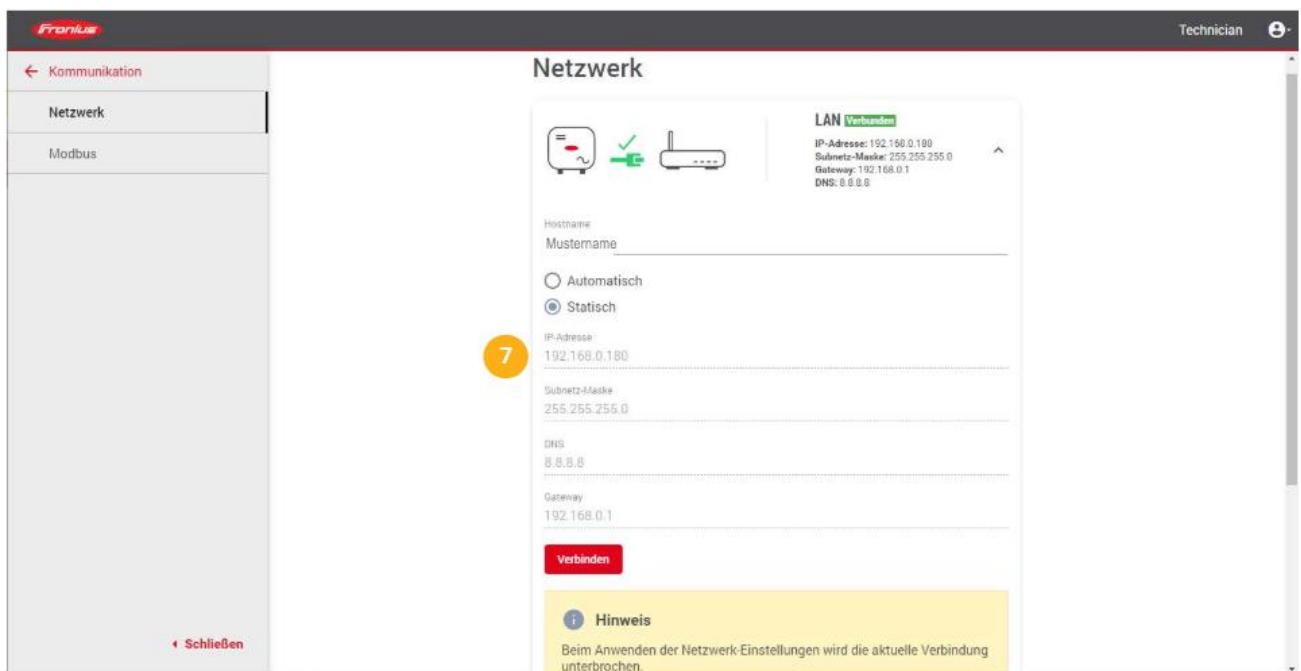 Fronius
Technician
Kommunikation
Netzwerk
Modbus
Schließen
Netzwerk
LAN Verbunden
IP-Adresse: 192.168.0.180
Subnetz-Maske: 255.255.255.0
Gateway: 192.168.0.1
DNS: 8.8.8.8
Hostname
Mustername
Automatisch
Statisch
7
IP-Adresse
192.168.0.180
Subnetz-Maske
255.255.255.0
DNS
8.8.8.8
Gateway
192.168.0.1
Verbinden
Hinweis
Beim Anwenden der Netzwerk-Einstellungen wird die aktuelle Verbindung
unterbrochen.